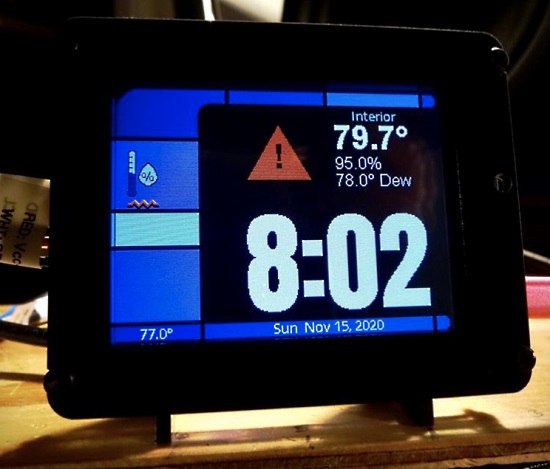 Interior
79.7°
95.0%
78.0° Dew
!
%
8:02
77.0°
Sun Nov 15, 2020